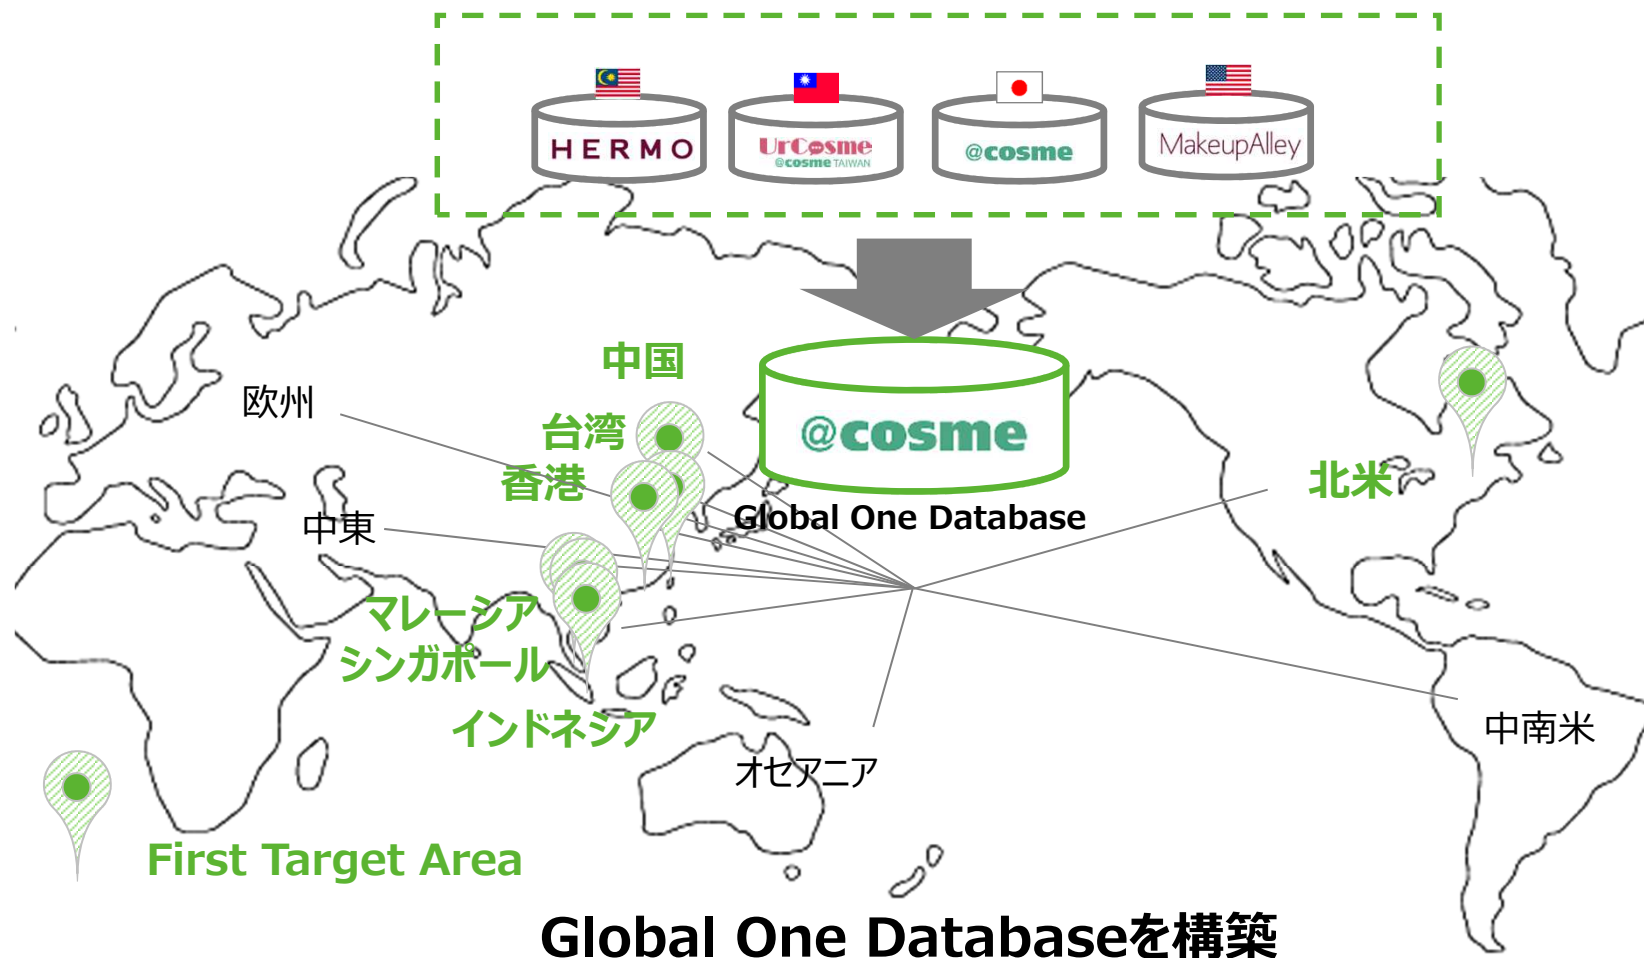 HERMO
UrCosme
@cosme TAIWAN
@cosme
MakeupAlley
中国
@cosme
欧州
台湾
香港
北米
Global One Database
中東
マレーシア
シンガポール
インドネシア
中南米
オセアニア
First Target Area
Global One Databaseを構築